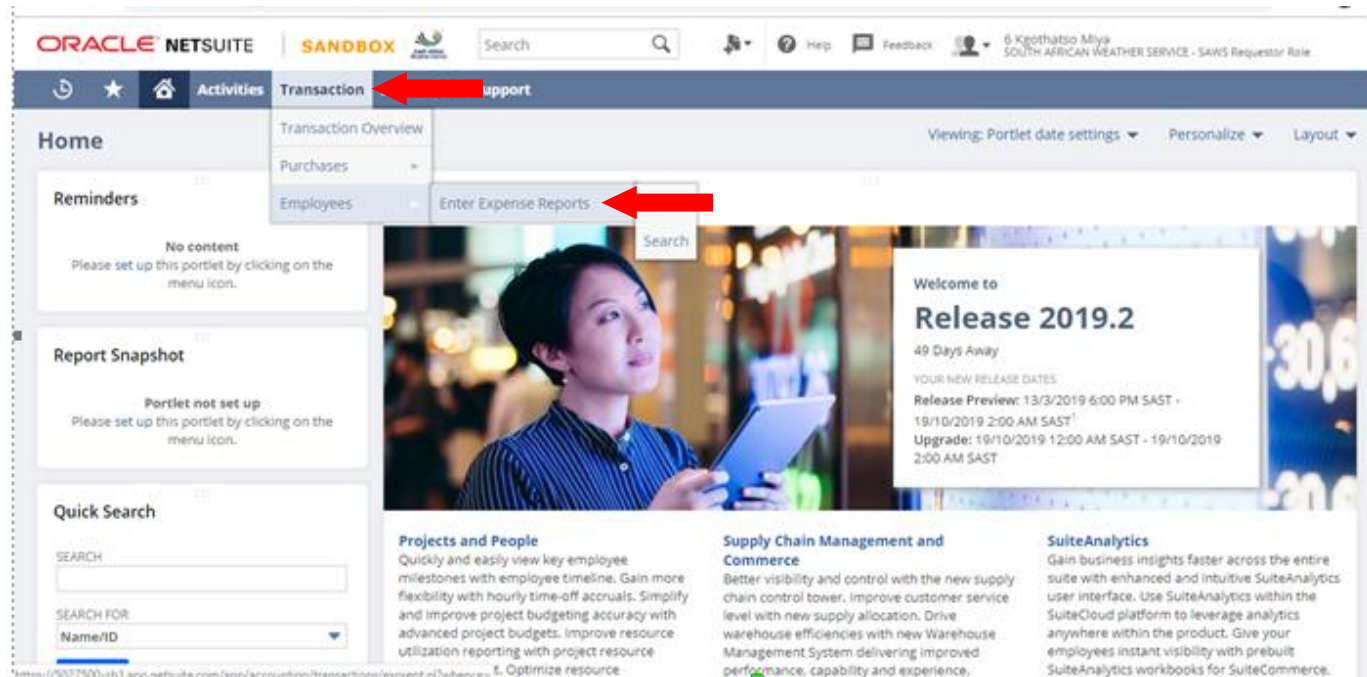 ORACLE NETSUITE
SANDBOX
Search
Help
Feedback
6 Kgothatso Miya
SOUTH AFRICAN WEATHER SERVICE - SAWS Requestor Role
Activities
Transaction
upport
Home
Viewing: Portlet date settings
Personalize
Layout
Transaction Overview
Purchases
Employees
Enter Expense Reports
Search
Reminders
No content
Please set up this portlet by clicking on the
menu icon.
Report Snapshot
Portlet not set up
Please set up this portlet by clicking on the
menu icon.
Quick Search
SEARCH
SEARCH FOR
Name/ID
Welcome to
Release 2019.2
49 Days Away
YOUR NEW RELEASE DATES
Release Preview: 13/3/2019 6:00 PM SAST -
19/10/2019 2:00 AM SAST1
Upgrade: 19/10/2019 12:00 AM SAST - 19/10/2019
2:00 AM SAST
30,6
Projects and People
Quickly and easily view key employee
milestones with employee timeline. Gain more
flexibility with hourly time-off accruals. Simplify
and improve project budgeting accuracy with
advanced project budgets. Improve resource
utilization reporting with project resource
t. Optimize resource
Supply Chain Management and
Commerce
Better visibility and control with the new supply
chain control tower. Improve customer service
level with new supply allocation. Drive
warehouse efficiencies with new Warehouse
Management System delivering improved
performance, capability and experience.
SuiteAnalytics
Gain business insights faster across the entire
suite with enhanced and intuitive SuiteAnalytics
user interface. Use SuiteAnalytics within the
SuiteCloud platform to leverage analytics
anywhere within the product. Give your
employees instant visibility with prebuilt
SuiteAnalytics workbooks for SuiteCommerce.